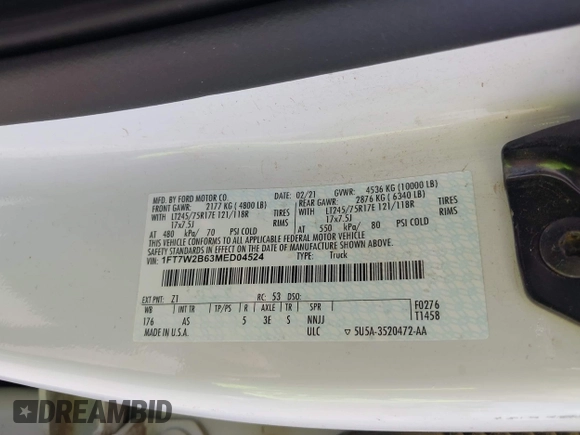 MFD. BY FORD MOTOR CO.
DATE: 02/21 GVWR: 4536 KG (10000 LB)
FRONT GAWR: 2177 KG (4800 LB)
REAR GAWR: 2876 KG (6340 LB)
WITH LT245/75R17E 121/118R TIRES
WITH LT245/75R17E 121/118R TIRES
17x7.5J RIMS
17x7.5J RIMS
AT 480 kPa/ 70 PSI COLD
AT 550 kPa/ 80 PSI COLD
THIS VEHICLE CONFORMS TO ALL APPLICABLE FEDERAL MOTOR VEHICLE SAFETY STANDARDS IN EFFECT ON THE DATE OF MANUFACTURE SHOWN ABOVE.
VIN: 1FT7W2B63MED04524 TYPE: Truck
EXT PNT: Z1 RC: 53 DSO:
WB INT TR TP/PS R AXLE TR SPR F0276
176 AS 5 3E S NNJJ T1458
MADE IN U.S.A. ULC 5U5A-3520472-AA
DREAMBID